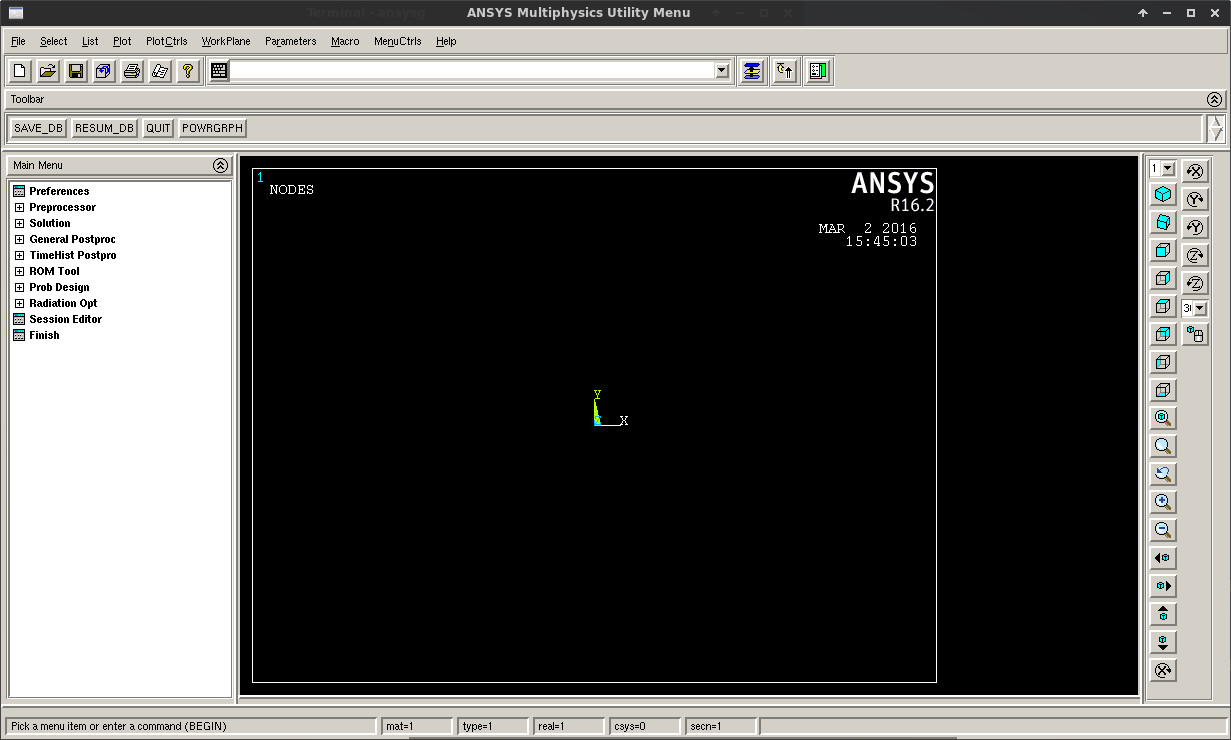 ANSYS Multiphysics Utility Menu
File Select List Plot PlotCtrls WorkPlane Parameters Macro MenuCtrls Help
Toolbar
SAVE_DB RESUM_DB QUIT POWRGRPH
Main Menu
Preferences
Preprocessor
Solution
General Postproc
TimeHist Postpro
ROM Tool
Prob Design
Radiation Opt
Session Editor
Finish
1
NODES
ANSYS
R16.2
MAR 2 2016
15:45:03
Y
X
1
X
Y
Y
Z
Z
Pick a menu item or enter a command (BEGIN) mat=1 type=1 real=1 csys=0 secn=1